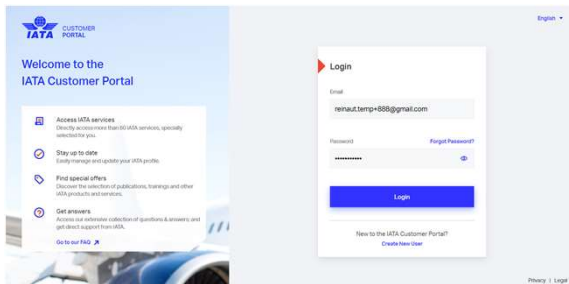 English
IATA
CUSTOMER
PORTAL
Welcome to the
IATA Customer Portal
Access IATA services
Directly access more than 80 IATA services, specially
selected for you.
Stay up to date
Easily manage and update your IATA profile.
Find special offers
Discover the selection of publications, trainings and other
IATA products and services.
Get answers
Access our extensive collection of questions & answers; and
get direct support from IATA.
Go to our FAQ
Login
Email
reinaut.temp+888@gmail.com
Password
Forgot Password?
•••••••••••
Login
New to the IATA Customer Portal?
Create New User
Privacy | Legal